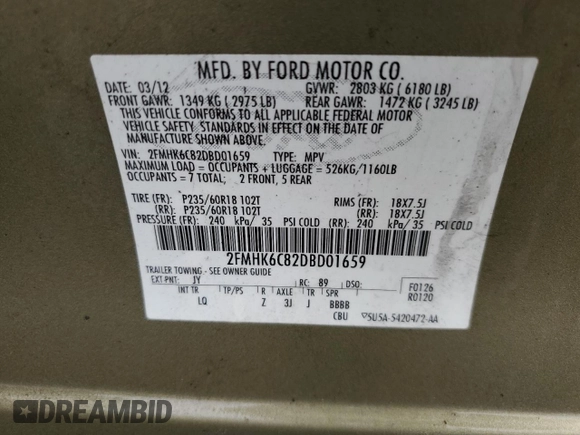 MFD. BY FORD MOTOR CO.
DATE: 03/12 GVWR: 2803 KG ( 6180 LB)
FRONT GAWR: 1349 KG ( 2975 LB) REAR GAWR: 1472 KG ( 3245 LB)
THIS VEHICLE CONFORMS TO ALL APPLICABLE FEDERAL MOTOR
VEHICLE SAFETY STANDARDS IN EFFECT ON THE DATE OF
MANUFACTURE SHOWN ABOVE.
VIN: 2FMHK6C82DBD01659 TYPE: MPV
MAXIMUM LOAD = OCCUPANTS + LUGGAGE = 526KG/1160LB
OCCUPANTS = 7 TOTAL; 2 FRONT, 5 REAR
TIRE (FR): P235/60R18 102T RIMS (FR): 18X7.5J
(RR): P235/60R18 102T (RR): 18X7.5J
PRESSURE (FR): 240 kPa/ 35 PSI COLD (RR): 240 kPa/ 35 PSI COLD
2FMHK6C82DBD01659
TRAILER TOWING - SEE OWNER GUIDE
EXT PNT: JY RC: 89 DSO: F0126
INT TR TP/PS R AXLE TR SPR R0120
LQ Z 3J J BBBB
CBU SUSA-5420472-AA
DREAMBID